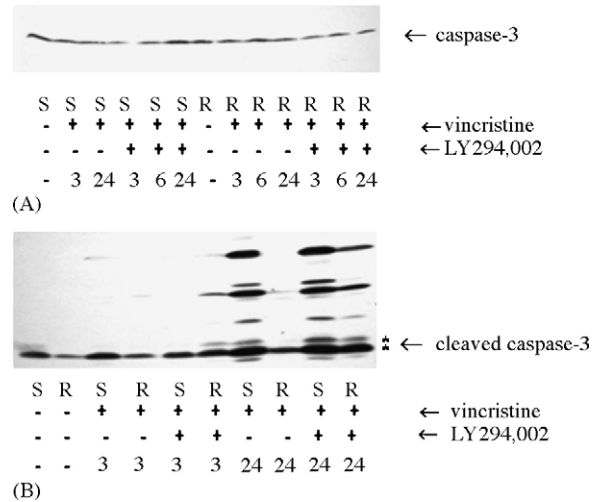 ← caspase-3
S S S S S S R R R R R R R
- + + + + + - + + + + + + ← vincristine
- - - + + + - - - - + + + ← LY294,002
- 3 24 3 6 24 - 3 6 24 3 6 24
(A)
← cleaved caspase-3
S R S R S R S R S R
- - + + + + + + + + ← vincristine
- - - - + + - - + + ← LY294,002
- - 3 3 3 3 24 24 24 24
(B)